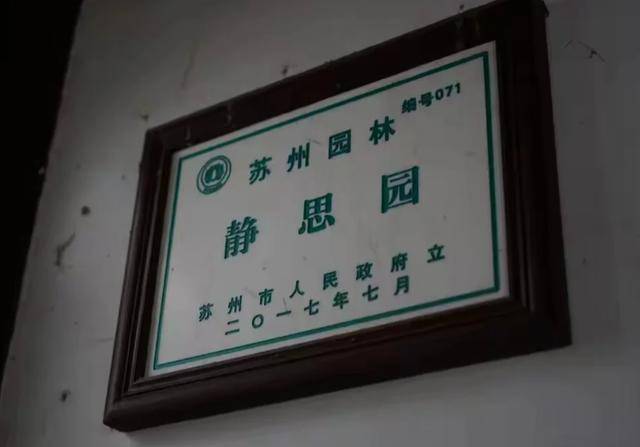 苏州园林 编号071
静思园
苏州市人民政府立
二〇一七年七月